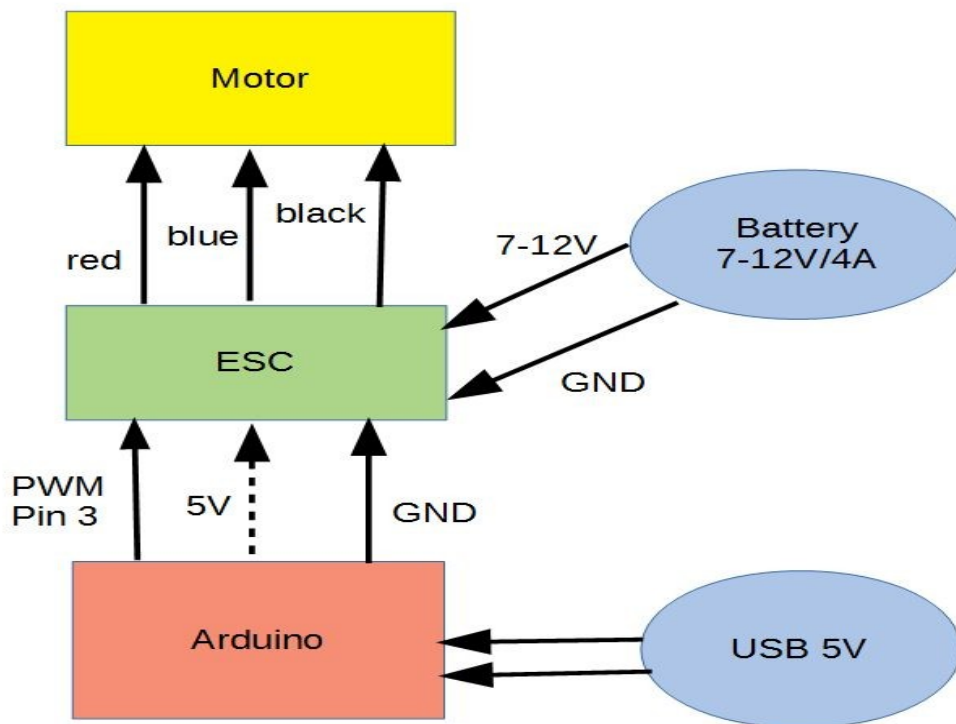 Motor
red
blue
black
7-12V
Battery
7-12V/4A
ESC
GND
PWM
Pin 3
5V
GND
Arduino
USB 5V